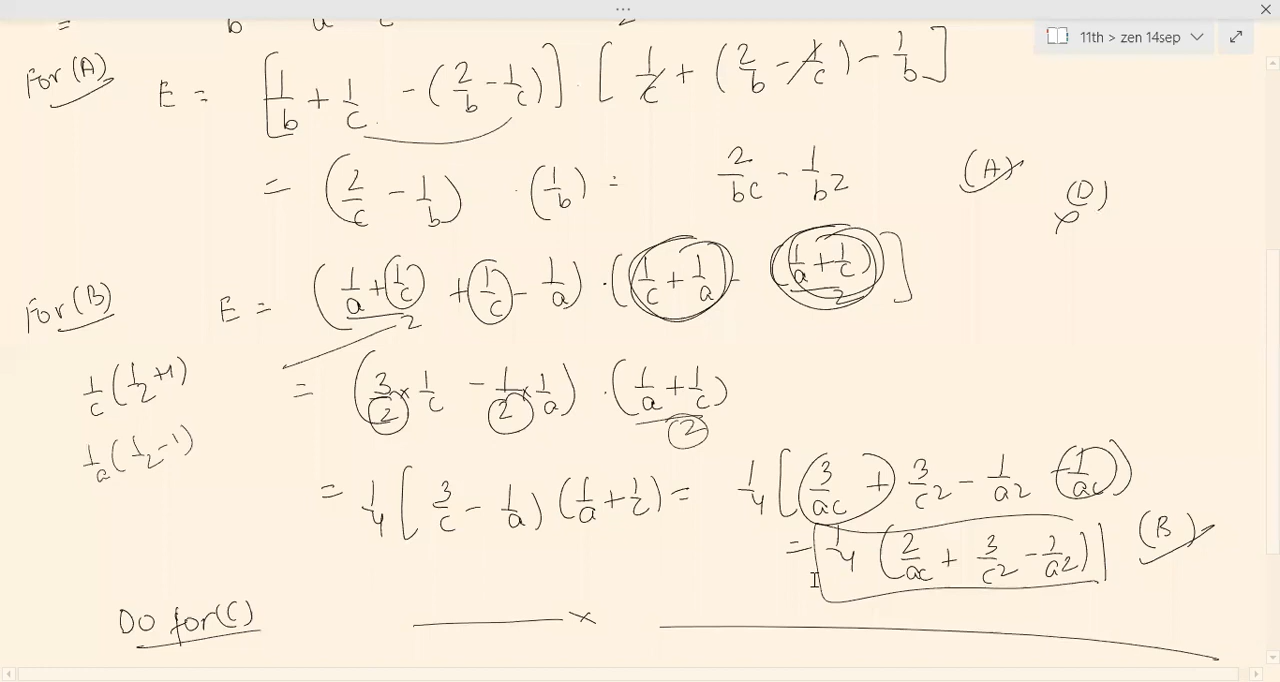 11th > zen 14sep
For (A)
E = [1/b + 1/c - (2/b - 1/c)] . [1/c + (2/b - 1/c) - 1/b]
= (2/c - 1/b) . (1/b) = 2/bc - 1/b2 (A)
(D)
For (B)
E = ((1/a + 1/c)/2 + 1/c - 1/a) . ((1/c + 1/a) - (1/a + 1/c)/2]
1/c (1/2 + 1)
= (3/2 × 1/c - 1/2 × 1/a) . (1/a + 1/c)/2
1/a (1/2 - 1)
= 1/4 [3/c - 1/a) (1/a + 1/c) = 1/4 [3/ac + 3/c2 - 1/a2 - 1/ac)
= 1/4 (2/ac + 3/c2 - 1/a2) (B)
Do for (C) ×